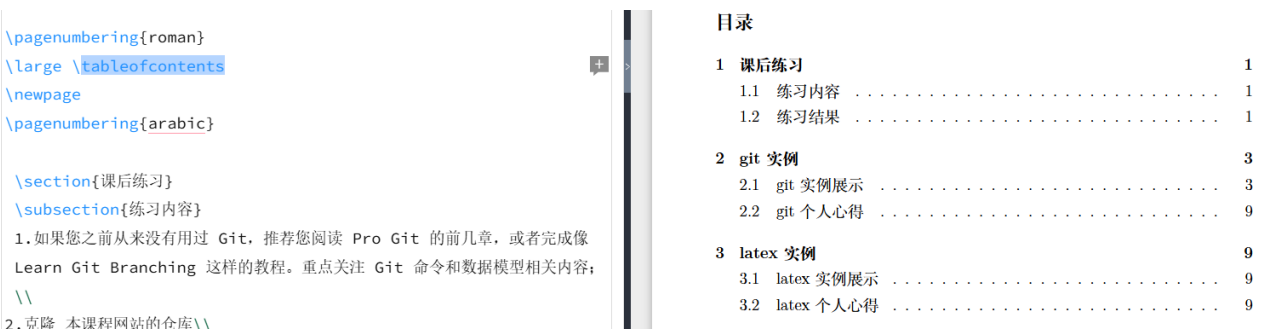 \pagenumbering{roman}
\large \tableofcontents
\newpage
\pagenumbering{arabic}
\section{课后练习}
\subsection{练习内容}
1.如果您之前从来没有用过 Git，推荐您阅读 Pro Git 的前几章，或者完成像
Learn Git Branching 这样的教程。重点关注 Git 命令和数据模型相关内容；
\\
2.克隆 本课程网站的仓库\\
目录
1 课后练习 1
1.1 练习内容 . . . . . . . . . . . . . . . . . . . . . . . . . . . . . . 1
1.2 练习结果 . . . . . . . . . . . . . . . . . . . . . . . . . . . . . . 1
2 git 实例 3
2.1 git 实例展示 . . . . . . . . . . . . . . . . . . . . . . . . . . . . 3
2.2 git 个人心得 . . . . . . . . . . . . . . . . . . . . . . . . . . . . 9
3 latex 实例 9
3.1 latex 实例展示 . . . . . . . . . . . . . . . . . . . . . . . . . . . 9
3.2 latex 个人心得 . . . . . . . . . . . . . . . . . . . . . . . . . . . 9